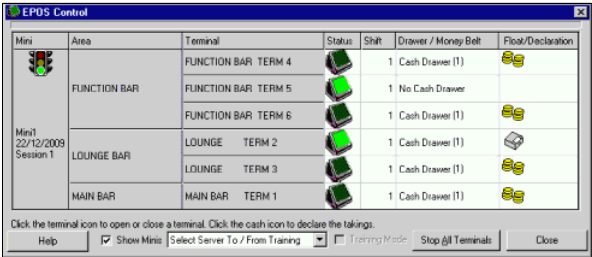 EPOS Control
Mini Area Terminal Status Shift Drawer / Money Belt Float/Declaration
FUNCTION BAR TERM 4 1 Cash Drawer (1)
FUNCTION BAR FUNCTION BAR TERM 5 1 No Cash Drawer
FUNCTION BAR TERM 6 1 Cash Drawer (1)
Mini1
22/12/2009
Session 1
LOUNGE BAR LOUNGE TERM 2 1 Cash Drawer (1)
LOUNGE TERM 3 1 Cash Drawer (1)
MAIN BAR MAIN BAR TERM 1 1 Cash Drawer (1)
Click the terminal icon to open or close a terminal. Click the cash icon to declare the takings.
Help Show Minis Select Server To / From Training Training Mode Stop All Terminals Close